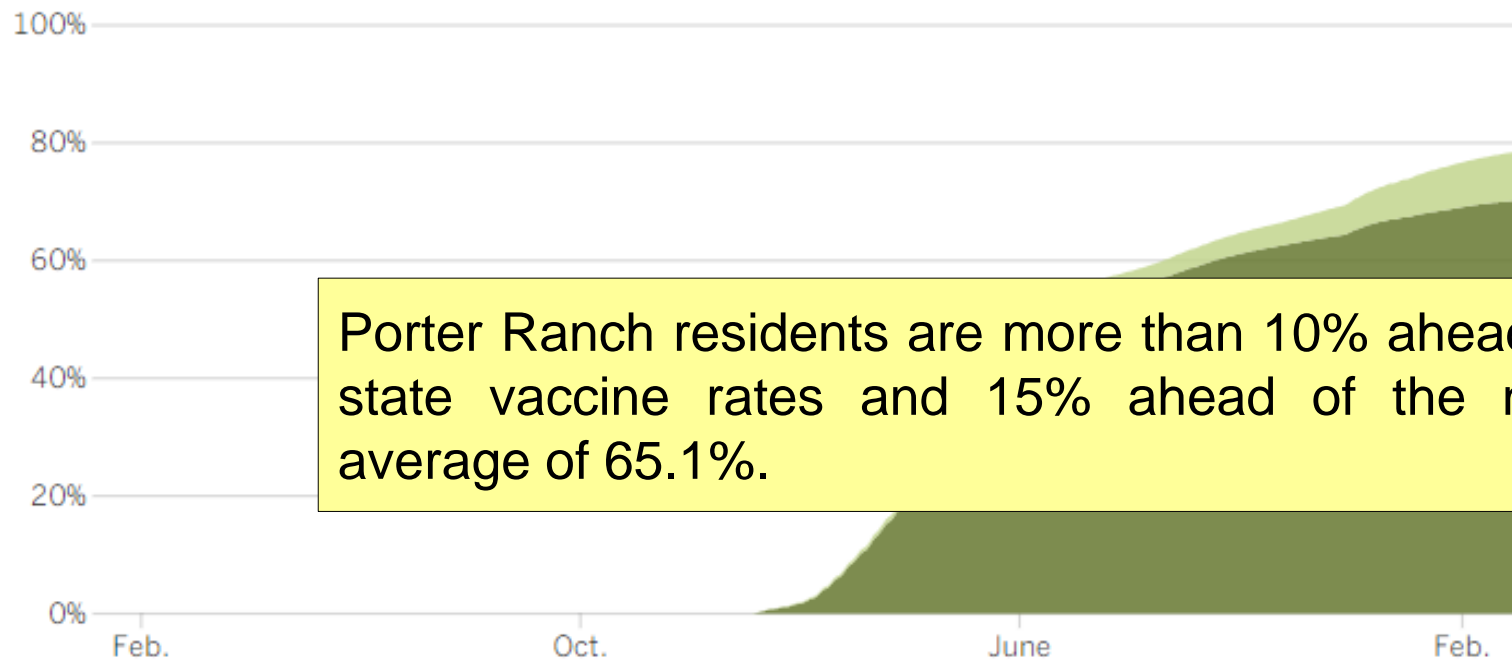 100%
80%
60%
40%
20%
0%
Porter Ranch residents are more than 10%
state vaccine rates and 15% ahead of the
average of 65.1%.
Feb. Oct. June Feb.